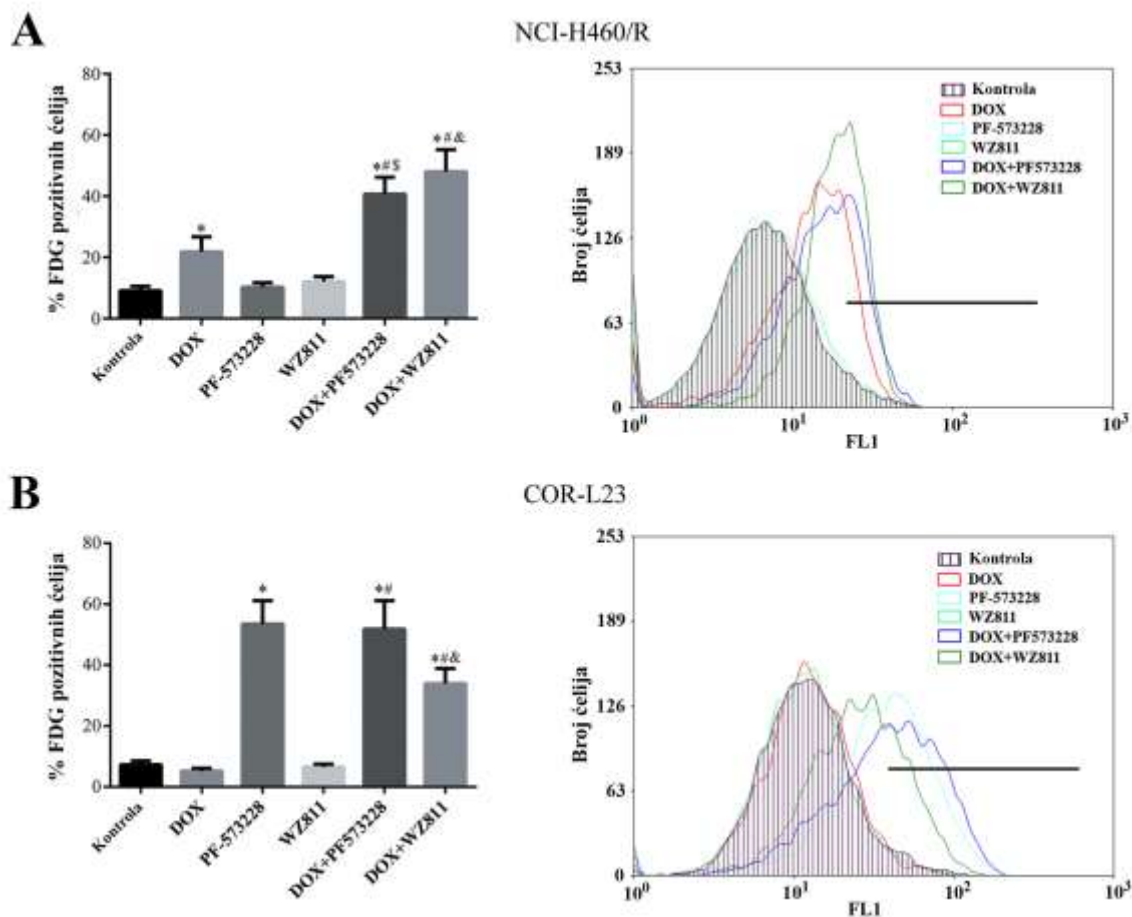 A
NCI-H460/R
% FDG pozitivnih ćelija
80
60
40
20
0
*
*#$
*#&
Kontrola
DOX
PF-573228
WZ811
DOX+PF573228
DOX+WZ811
Broj ćelija
253
189
126
63
0
Kontrola
DOX
PF-573228
WZ811
DOX+PF573228
DOX+WZ811
10⁰
10¹
10²
10³
FL1
B
COR-L23
% FDG pozitivnih ćelija
80
60
40
20
0
*
*#
*#&
Kontrola
DOX
PF-573228
WZ811
DOX+PF573228
DOX+WZ811
Broj ćelija
253
189
126
63
0
Kontrola
DOX
PF-573228
WZ811
DOX+PF573228
DOX+WZ811
10⁰
10¹
10²
10³
FL1